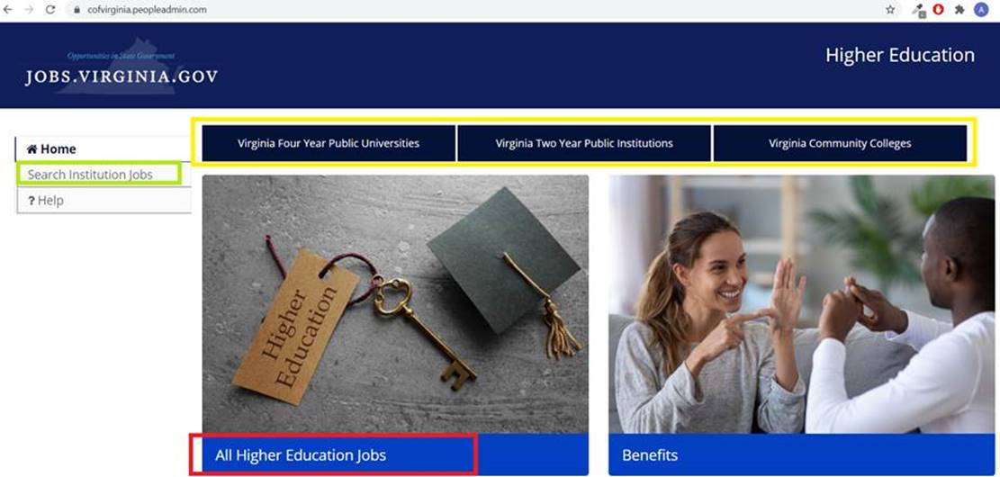 cofvirginia.peopleadmin.com
A
Opportunities in State Government
JOBS.VIRGINIA.GOV
Higher Education
Home
Search Institution Jobs
? Help
Virginia Four Year Public Universities
Virginia Two Year Public Institutions
Virginia Community Colleges
Higher
Education
All Higher Education Jobs
Benefits